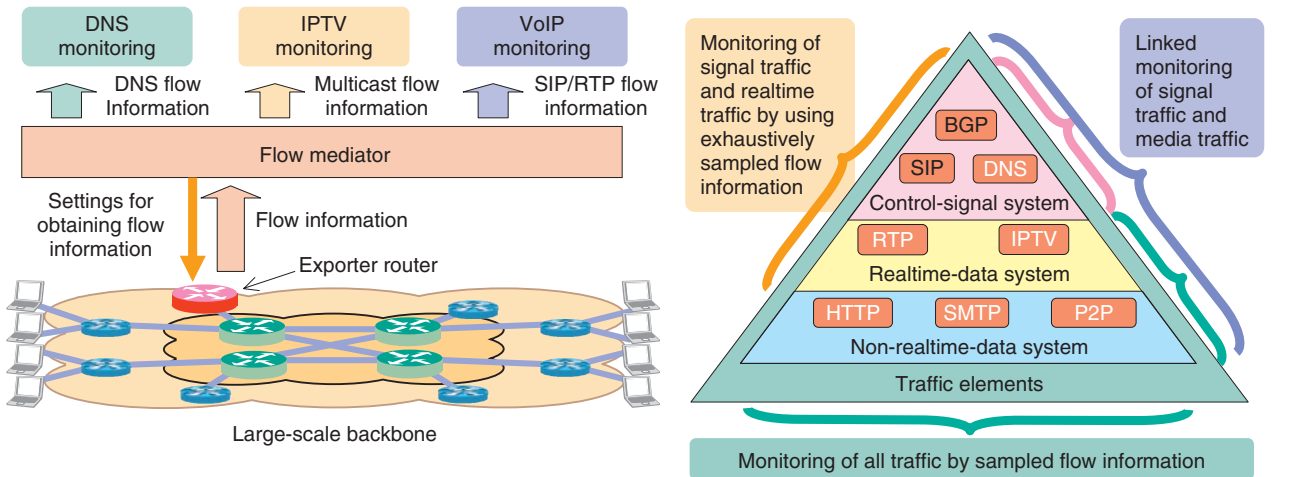 DNS
monitoring
IPTV
monitoring
VoIP
monitoring
DNS flow
Information
Multicast flow
information
SIP/RTP flow
information
Flow mediator
Settings for
obtaining flow
information
Flow information
Exporter router
Large-scale backbone
Monitoring of
signal traffic
and realtime
traffic by using
exhaustively
sampled flow
information
Linked
monitoring
of signal
traffic and
media traffic
BGP
SIP
DNS
Control-signal system
RTP
IPTV
Realtime-data system
HTTP
SMTP
P2P
Non-realtime-data system
Traffic elements
Monitoring of all traffic by sampled flow information